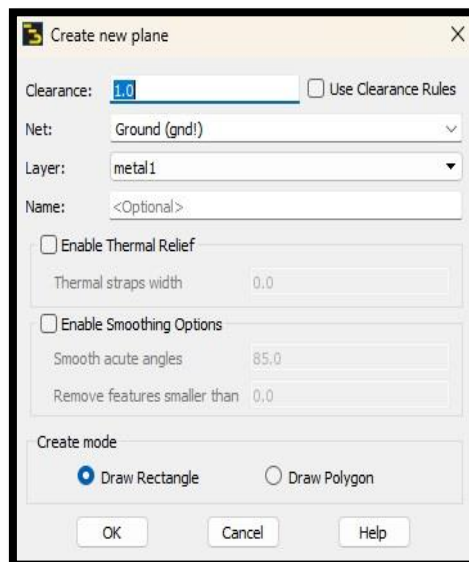 Create new plane
Clearance: 1.0 Use Clearance Rules
Net: Ground (gnd!)
Layer: metal1
Name: <Optional>
Enable Thermal Relief
Thermal straps width 0.0
Enable Smoothing Options
Smooth acute angles 85.0
Remove features smaller than 0.0
Create mode
Draw Rectangle Draw Polygon
OK Cancel Help